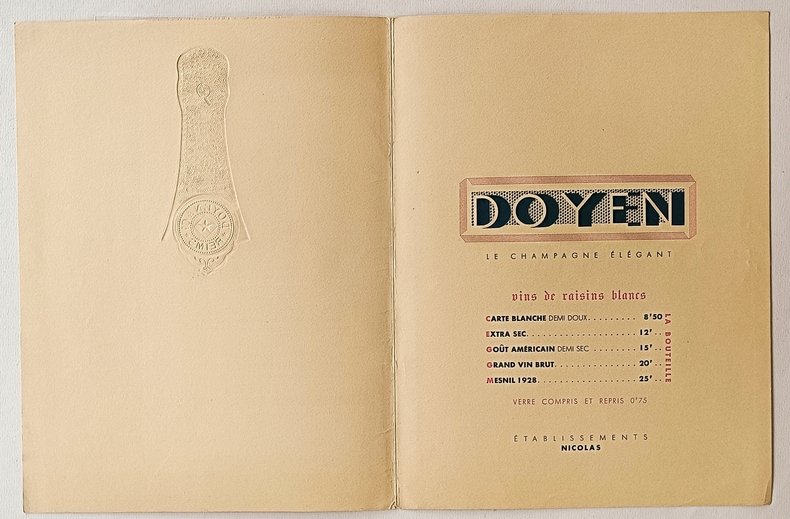 DOYEN
LE CHAMPAGNE ÉLÉGANT
vins de raisins blancs
CARTE BLANCHE DEMI DOUX......... 8'50
EXTRA SEC...................... 12'..
GOÛT AMÉRICAIN DEMI SEC ........ 15'..
GRAND VIN BRUT................. 20'..
MESNIL 1928.................... 25'..
LA BOUTEILLE
VERRE COMPRIS ET REPRIS 0'75
ÉTABLISSEMENTS
NICOLAS